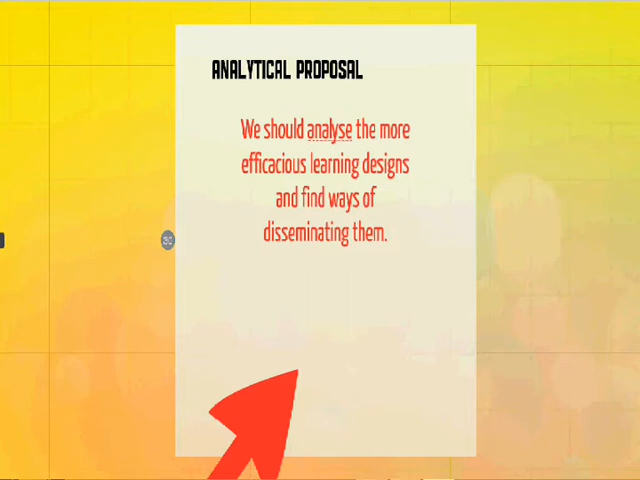 ANALYTICAL PROPOSAL
We should analyse the more
efficacious learning designs
and find ways of
disseminating them.